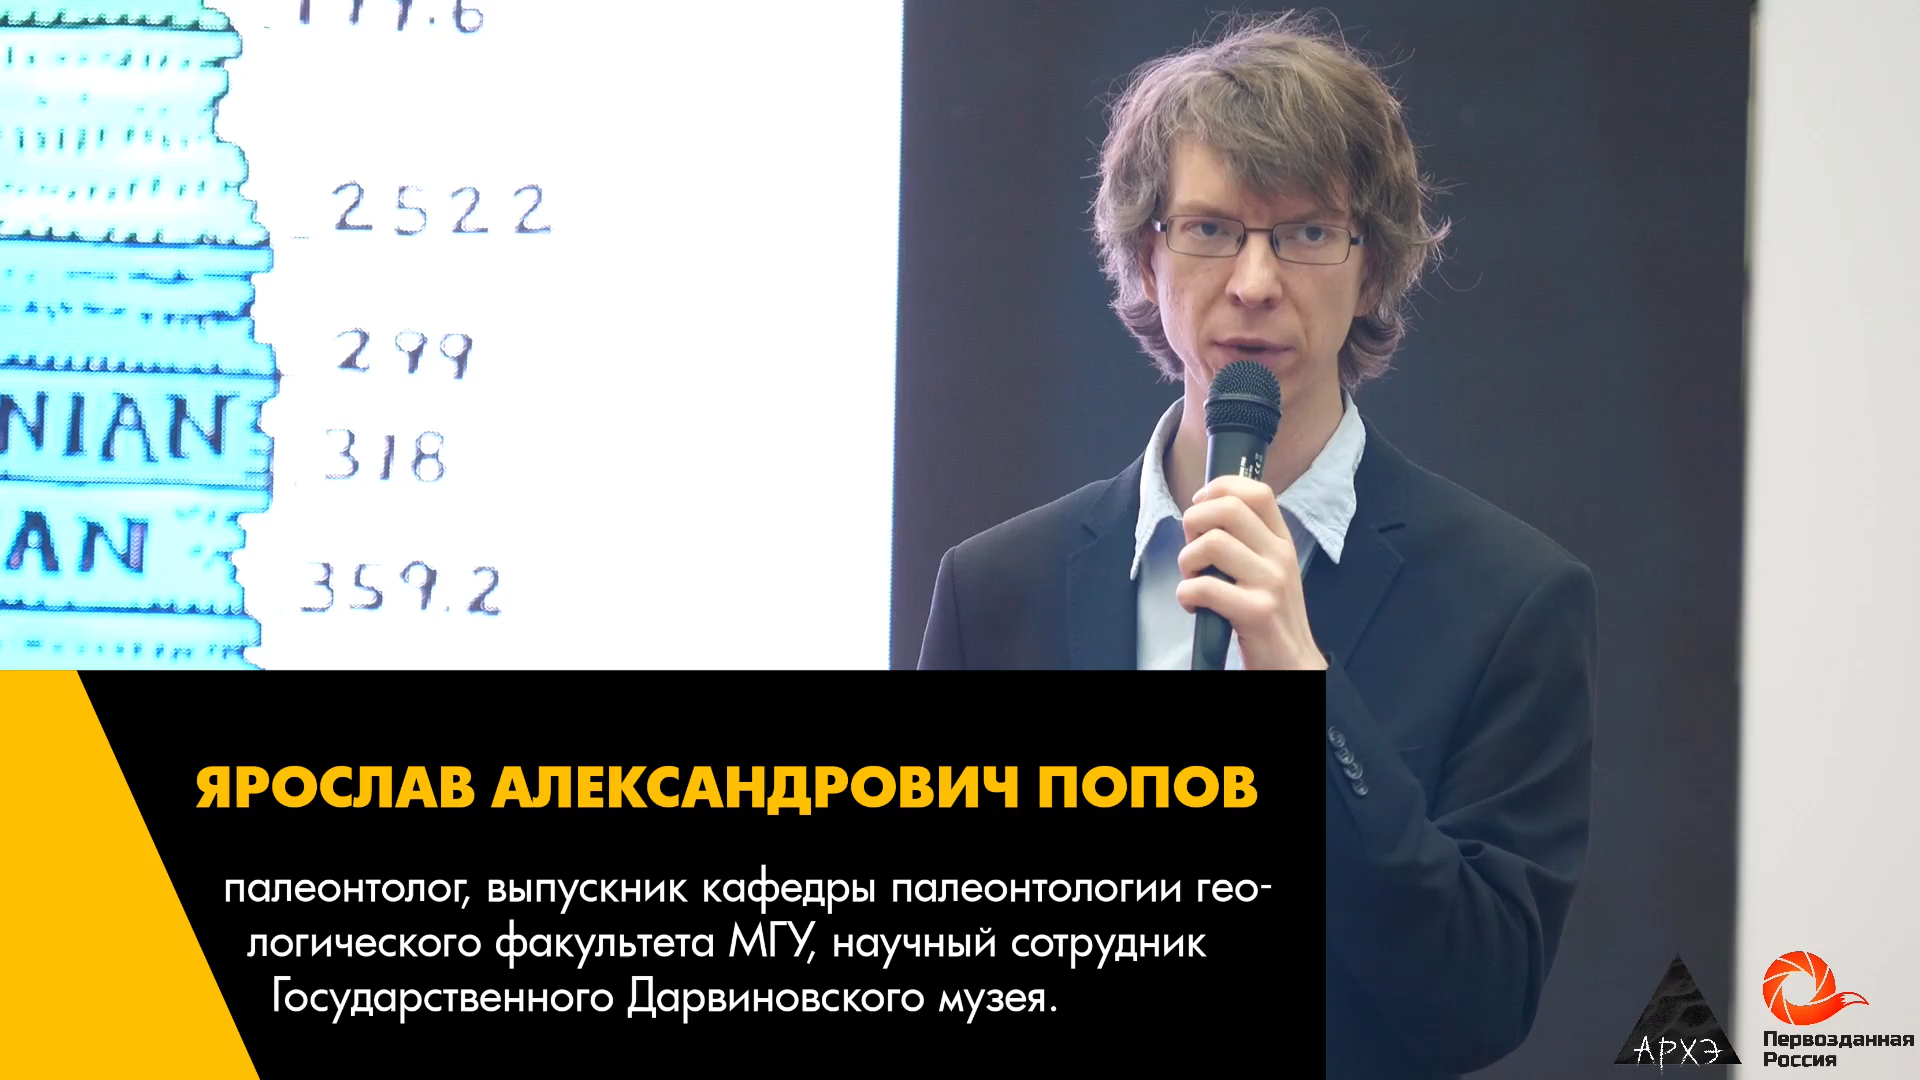 2522
299
NIAN
318
AN
359.2
ЯРОСЛАВ АЛЕКСАНДРОВИЧ ПОПОВ
палеонтолог, выпускник кафедры палеонтологии гео-
логического факультета МГУ, научный сотрудник
Государственного Дарвиновского музея.
АРХЭ
Первозданная
Россия